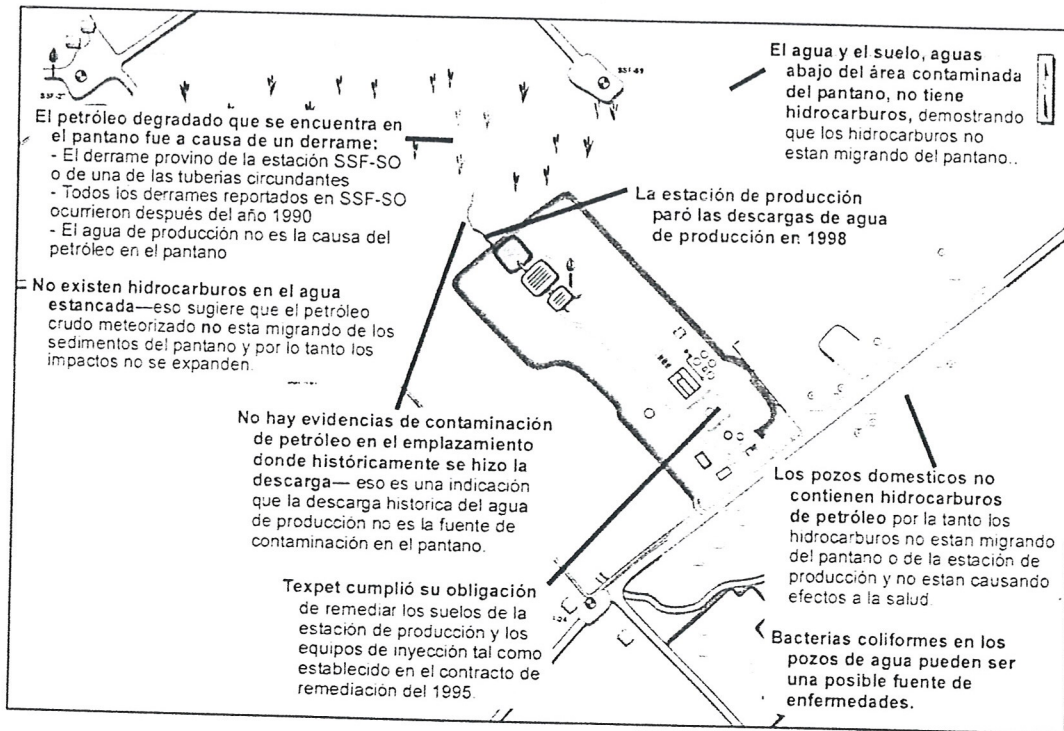 El petróleo degradado que se encuentra en
el pantano fue a causa de un derrame:
- El derrame provino de la estación SSF-SO
o de una de las tuberias circundantes
- Todos los derrames reportados en SSF-SO
ocurrieron después del año 1990
- El agua de producción no es la causa del
petróleo en el pantano
No existen hidrocarburos en el agua
estancada—eso sugiere que el petróleo
crudo meteorizado no esta migrando de los
sedimentos del pantano y por lo tanto los
impactos no se expanden.
No hay evidencias de contaminación
de petróleo en el emplazamiento
donde históricamente se hizo la
descarga— eso es una indicación
que la descarga historica del agua
de producción no es la fuente de
contaminación en el pantano.
Texpet cumplió su obligación
de remediar los suelos de la
estación de producción y los
equipos de inyección tal como
establecido en el contracto de
remediación del 1995.
El agua y el suelo, aguas
abajo del área contaminada
del pantano, no tiene
hidrocarburos, demostrando
que los hidrocarburos no
estan migrando del pantano..
La estación de producción
paró las descargas de agua
de producción en 1998
Los pozos domesticos no
contienen hidrocarburos
de petróleo por la tanto los
hidrocarburos no estan migrando
del pantano o de la estación de
producción y no estan causando
efectos a la salud.
Bacterias coliformes en los
pozos de agua pueden ser
una posible fuente de
enfermedades.